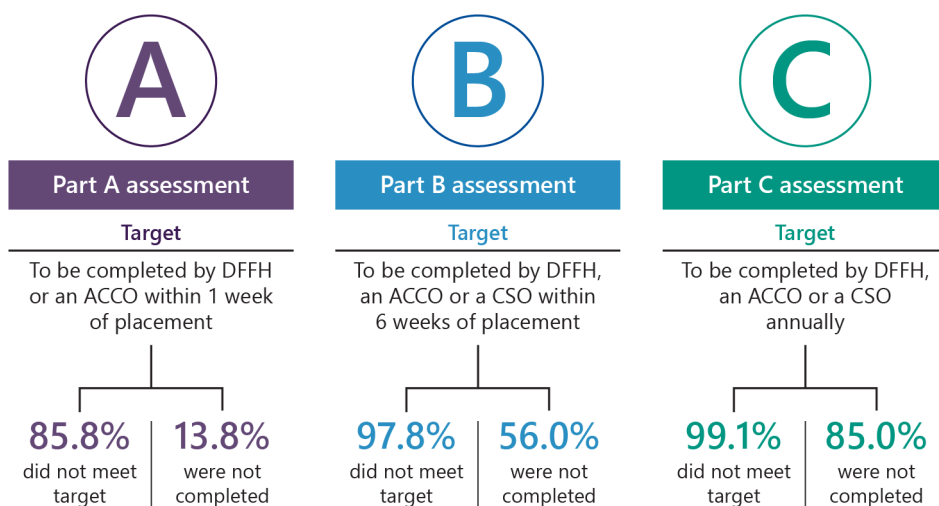 A
Part A assessment
Target
To be completed by DFFH
or an ACCO within 1 week
of placement
85.8%
did not meet
target
13.8%
were not
completed
B
Part B assessment
Target
To be completed by DFFH,
an ACCO or a CSO within
6 weeks of placement
97.8%
did not meet
target
56.0%
were not
completed
C
Part C assessment
Target
To be completed by DFFH,
an ACCO or a CSO
annually
99.1%
did not meet
target
85.0%
were not
completed